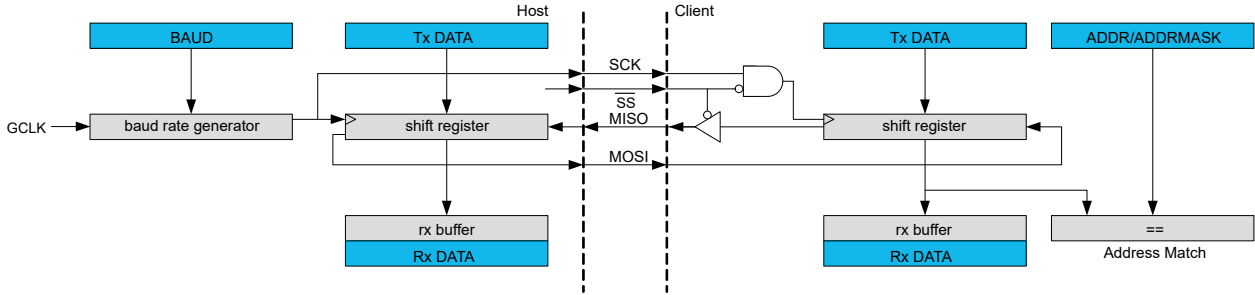 Host
Client
BAUD
Tx DATA
Tx DATA
ADDR/ADDRMASK
SCK
SS
GCLK
baud rate generator
shift register
MISO
shift register
MOSI
rx buffer
rx buffer
==
Rx DATA
Rx DATA
Address Match